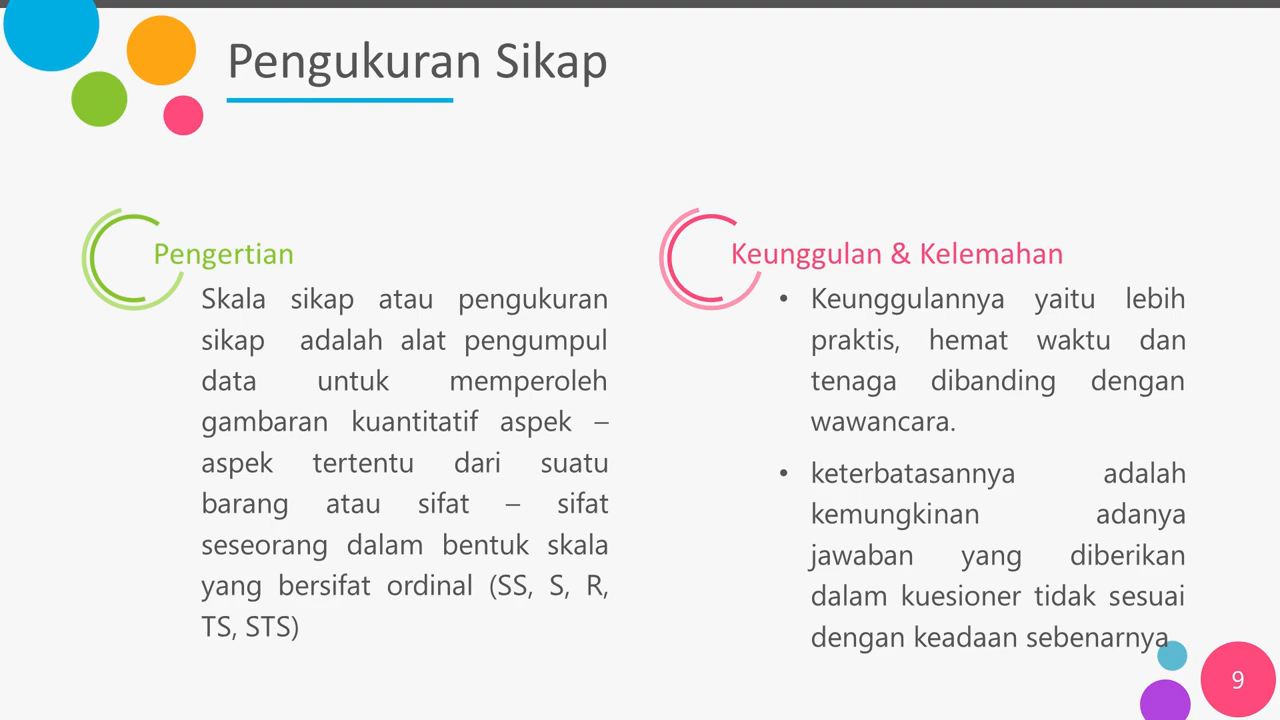 Pengukuran Sikap
Pengertian
Skala sikap atau pengukuran
sikap adalah alat pengumpul
data untuk memperoleh
gambaran kuantitatif aspek –
aspek tertentu dari suatu
barang atau sifat – sifat
seseorang dalam bentuk skala
yang bersifat ordinal (SS, S, R,
TS, STS)
Keunggulan & Kelemahan
• Keunggulannya yaitu lebih
praktis, hemat waktu dan
tenaga dibanding dengan
wawancara.
• keterbatasannya adalah
kemungkinan adanya
jawaban yang diberikan
dalam kuesioner tidak sesuai
dengan keadaan sebenarnya
9